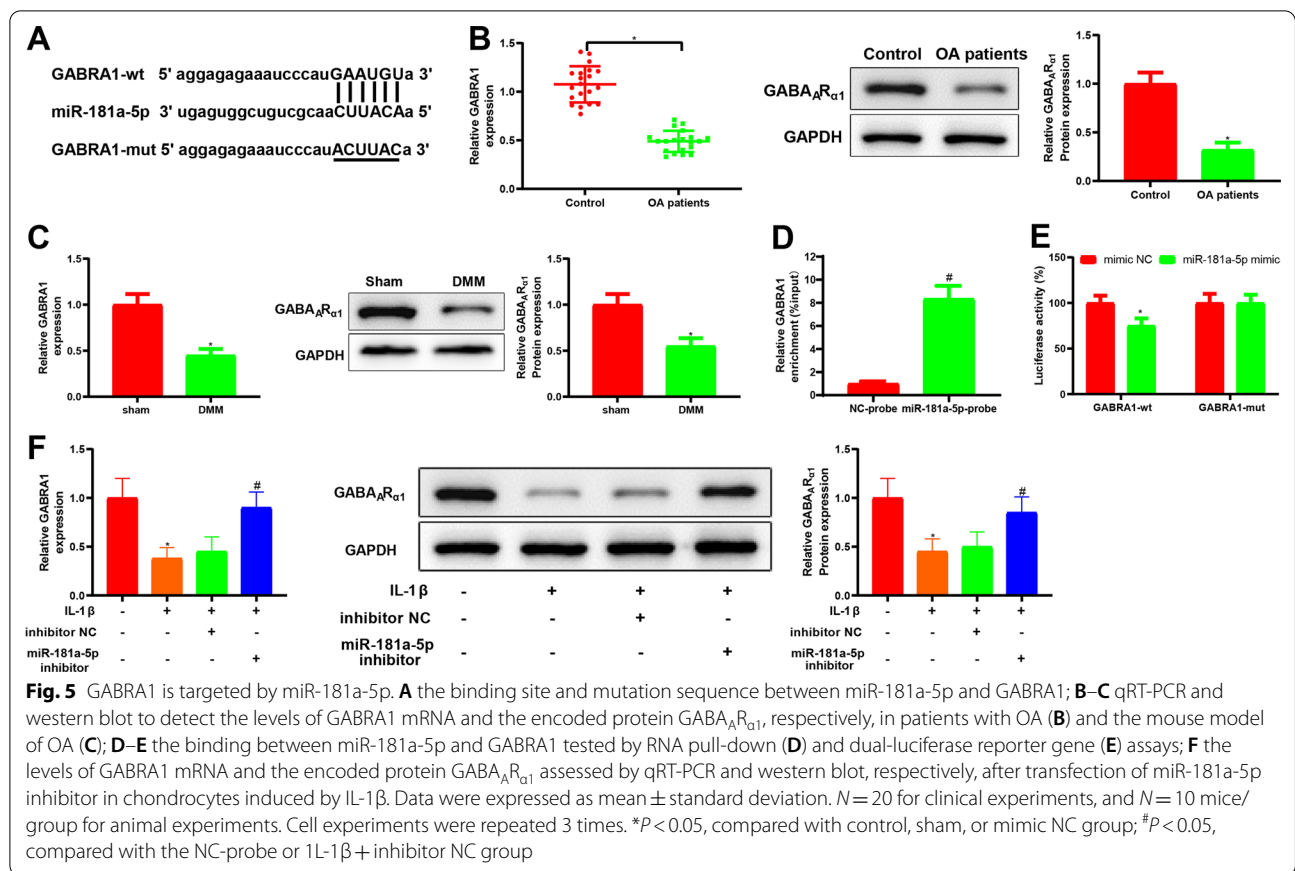 A
GABRA1-wt 5' aggagagaaaucccauGAAUGUa 3'
miR-181a-5p 3' ugaguggcugucgcaaCUUACAa 5'
GABRA1-mut 5' aggagagaaaucccauACUUACa 3'
B
Relative GABRA1
expression
1.5
1.0
0.5
0.0
*
Control
OA patients
Control OA patients
GABA_AR_α1
GAPDH
Relative GABA_AR_α1
Protein expression
1.5
1.0
0.5
0.0
*
Control
OA patients
C
Relative GABRA1
expression
1.5
1.0
0.5
0.0
*
sham
DMM
Sham DMM
GABA_AR_α1
GAPDH
Relative GABA_AR_α1
Protein expression
1.5
1.0
0.5
0.0
*
sham
DMM
D
Relative GABRA1
enrichment (%input)
10
8
6
4
2
0
#
NC-probe miR-181a-5p-probe
E
mimic NC miR-181a-5p mimic
Luciferase activity (%)
150
100
50
0
*
GABRA1-wt
GABRA1-mut
F
Relative GABRA1
expression
1.5
1.0
0.5
0.0
*
#
IL-1β - + + +
inhibitor NC - - + -
miR-181a-5p
inhibitor - - - +
GABA_AR_α1
GAPDH
IL-1β - + + +
inhibitor NC - - + -
miR-181a-5p
inhibitor - - - +
Relative GABA_AR_α1
Protein expression
1.5
1.0
0.5
0.0
*
#
IL-1β - + + +
inhibitor NC - - + -
miR-181a-5p
inhibitor - - - +
Fig. 5 GABRA1 is targeted by miR-181a-5p. A the binding site and mutation sequence between miR-181a-5p and GABRA1; B–C qRT-PCR and
western blot to detect the levels of GABRA1 mRNA and the encoded protein GABA_AR_α1, respectively, in patients with OA (B) and the mouse model
of OA (C); D–E the binding between miR-181a-5p and GABRA1 tested by RNA pull-down (D) and dual-luciferase reporter gene (E) assays; F the
levels of GABRA1 mRNA and the encoded protein GABA_AR_α1 assessed by qRT-PCR and western blot, respectively, after transfection of miR-181a-5p
inhibitor in chondrocytes induced by IL-1β. Data were expressed as mean ± standard deviation. N = 20 for clinical experiments, and N = 10 mice/
group for animal experiments. Cell experiments were repeated 3 times. *P < 0.05, compared with control, sham, or mimic NC group; #P < 0.05,
compared with the NC-probe or 1L-1β + inhibitor NC group